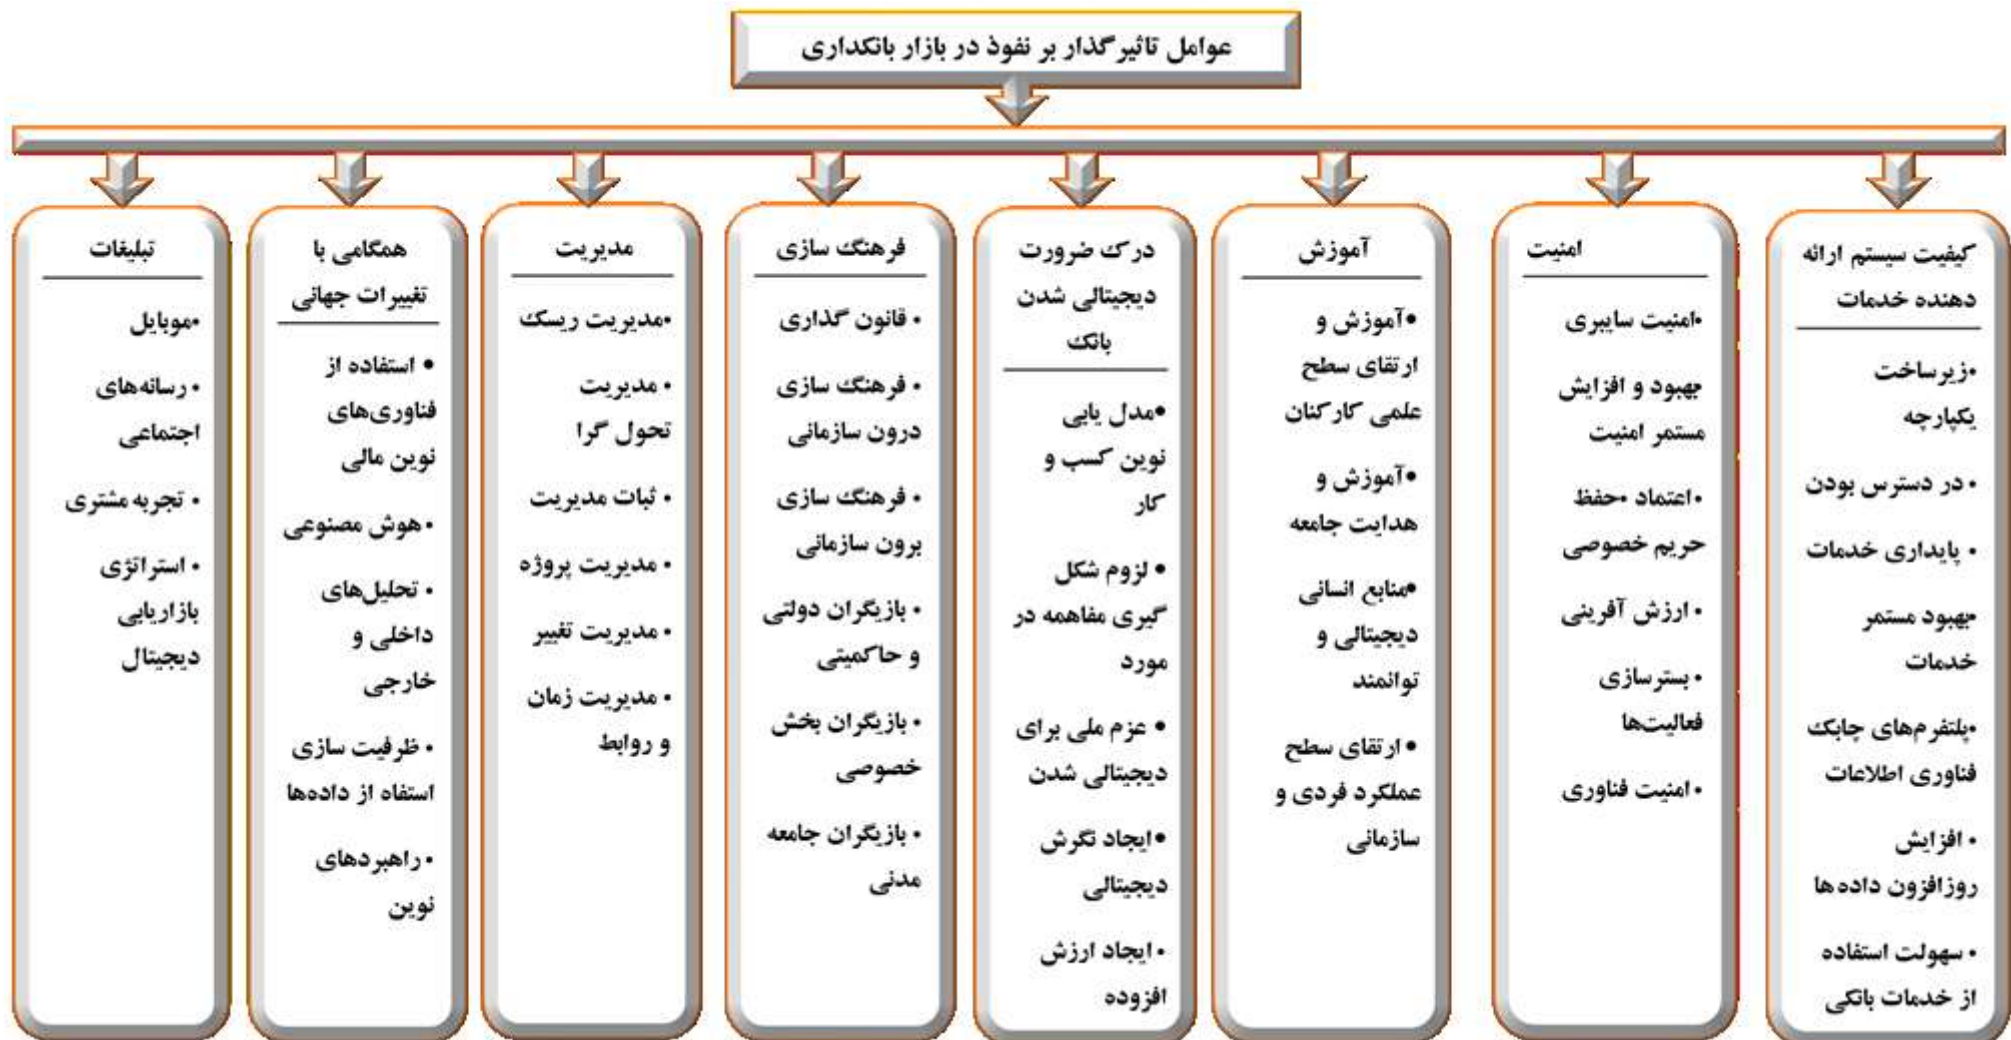 عوامل تاثیرگذار بر نفوذ در بازار بانکداری
کیفیت سیستم ارائه
دهنده خدمات
•زیرساخت
یکپارچه
• در دسترس بودن
• پایداری خدمات
•بهبود مستمر
خدمات
•پلتفرم‌های چابک
فناوری اطلاعات
• افزایش
روزافزون داده‌ها
• سهولت استفاده
از خدمات بانکی
امنیت
•امنیت سایبری
•بهبود و افزایش
مستمر امنیت
• اعتماد •حفظ
حریم خصوصی
• ارزش آفرینی
• بسترسازی
فعالیت‌ها
• امنیت فناوری
آموزش
•آموزش و
ارتقای سطح
علمی کارکنان
•آموزش و
هدایت جامعه
•منابع انسانی
دیجیتالی و
توانمند
• ارتقای سطح
عملکرد فردی و
سازمانی
درک ضرورت
دیجیتالی شدن
بانک
•مدل یابی
نوین کسب و
کار
• لزوم شکل
گیری مفاهمه در
مورد
• عزم ملی برای
دیجیتالی شدن
•ایجاد نگرش
دیجیتالی
• ایجاد ارزش
افزوده
فرهنگ سازی
• قانون گذاری
• فرهنگ سازی
درون سازمانی
• فرهنگ سازی
برون سازمانی
• بازیگران دولتی
و حاکمیتی
• بازیگران بخش
خصوصی
• بازیگران جامعه
مدنی
مدیریت
•مدیریت ریسک
• مدیریت
تحول گرا
• ثبات مدیریت
• مدیریت پروژه
• مدیریت تغییر
• مدیریت زمان
و روابط
همگامی با
تغییرات جهانی
• استفاده از
فناوری‌های
نوین مالی
• هوش مصنوعی
• تحلیل‌های
داخلی و
خارجی
• ظرفیت سازی
استفاه از داده‌ها
• راهبردهای
نوین
تبلیغات
•موبایل
• رسانه‌های
اجتماعی
• تجربه مشتری
• استراتژی
بازاریابی
دیجیتال